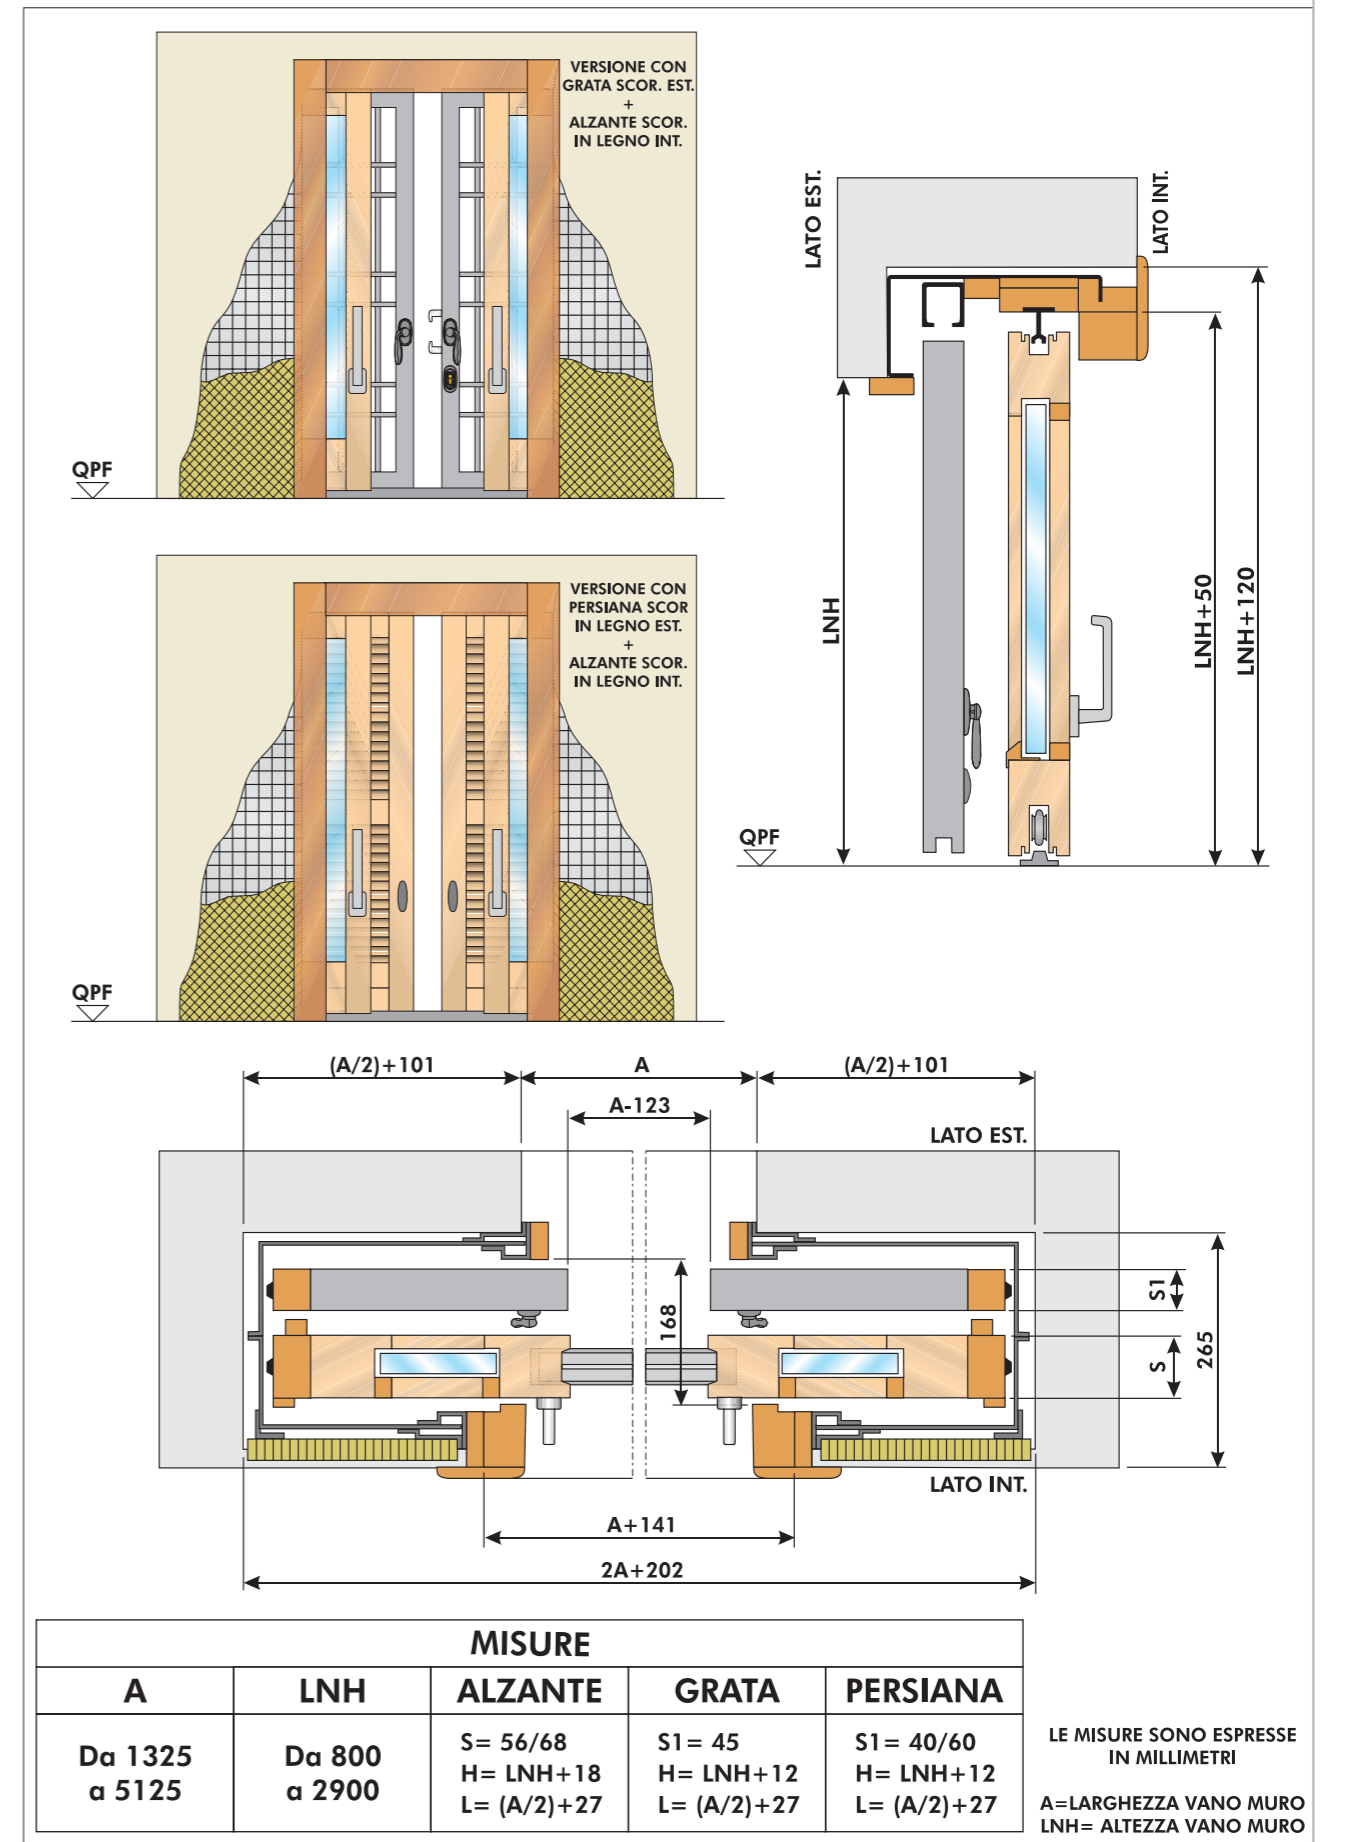 VERSIONE CON
GRATA SCOR. EST.
+
ALZANTE SCOR.
IN LEGNO INT.
QPF
LATO EST.
LATO INT.
LNH
LNH+50
LNH+120
QPF
VERSIONE CON
PERSIANA SCOR
IN LEGNO EST.
+
ALZANTE SCOR.
IN LEGNO INT.
QPF
(A/2)+101
A
(A/2)+101
A-123
LATO EST.
168
S1
S
265
LATO INT.
A+141
2A+202
MISURE
A
LNH
ALZANTE
GRATA
PERSIANA
Da 1325
a 5125
Da 800
a 2900
S= 56/68
H= LNH+18
L= (A/2)+27
S1= 45
H= LNH+12
L= (A/2)+27
S1= 40/60
H= LNH+12
L= (A/2)+27
LE MISURE SONO ESPRESSE
IN MILLIMETRI
A=LARGHEZZA VANO MURO
LNH= ALTEZZA VANO MURO